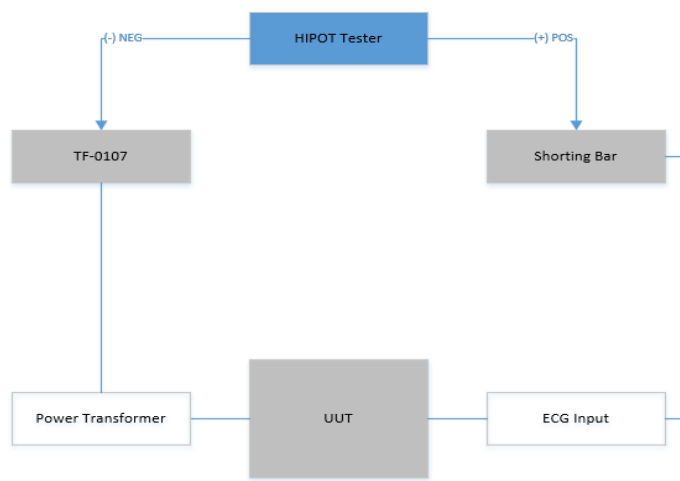 (-) NEG
HIPOT Tester
(+) POS
TF-0107
Shorting Bar
Power Transformer
UUT
ECG Input